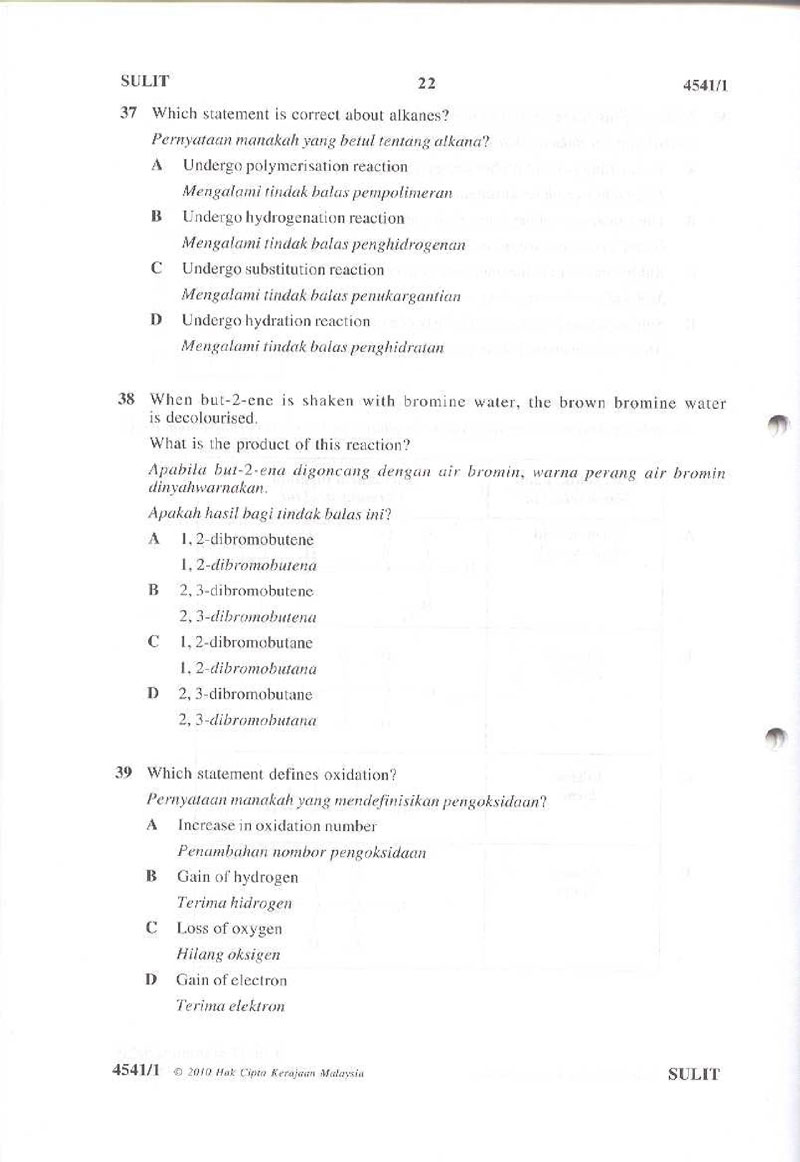 SULIT 22 4541/1
37 Which statement is correct about alkanes?
Pernyataan manakah yang betul tentang alkana?
A Undergo polymerisation reaction
Mengalami tindak balas pempolimeran
B Undergo hydrogenation reaction
Mengalami tindak balas penghidrogenan
C Undergo substitution reaction
Mengalami tindak balas penukargantian
D Undergo hydration reaction
Mengalami tindak balas penghidratan
38 When but-2-ene is shaken with bromine water, the brown bromine water
is decolourised.
What is the product of this reaction?
Apabila but-2-ena digoncang dengan air bromin, warna perang air bromin
dinyahwarnakan.
Apakah hasil bagi tindak balas ini?
A 1, 2-dibromobutene
1, 2-dibromobutena
B 2, 3-dibromobutene
2, 3-dibromobutena
C 1, 2-dibromobutane
1, 2-dibromobutana
D 2, 3-dibromobutane
2, 3-dibromobutana
39 Which statement defines oxidation?
Pernyataan manakah yang mendefinisikan pengoksidaan?
A Increase in oxidation number
Penambahan nombor pengoksidaan
B Gain of hydrogen
Terima hidrogen
C Loss of oxygen
Hilang oksigen
D Gain of electron
Terima elektron
4541/1 © 2010 Hak Cipta Kerajaan Malaysia SULIT